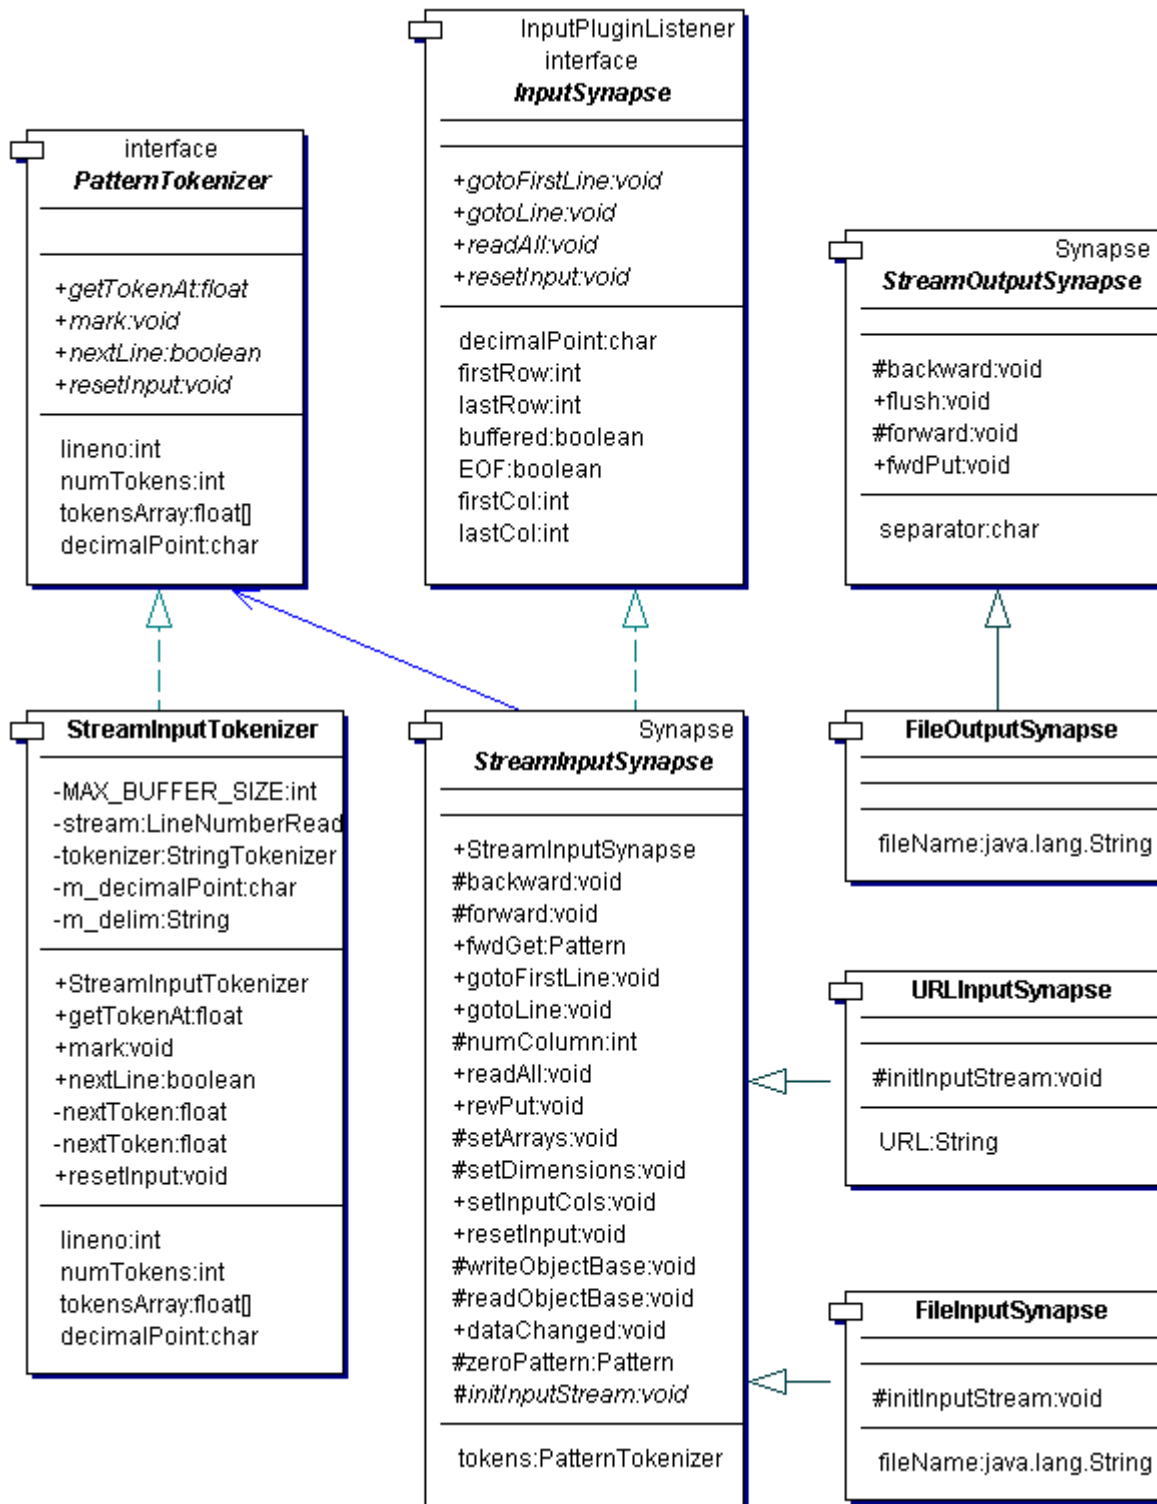 InputPluginListener
interface
InputSynapse
+gotoFirstLine:void
+gotoLine:void
+readAll:void
+resetInput:void
decimalPoint:char
firstRow:int
lastRow:int
buffered:boolean
EOF:boolean
firstCol:int
lastCol:int
interface
PatternTokenizer
+getTokenAt:float
+mark:void
+nextLine:boolean
+resetInput:void
lineno:int
numTokens:int
tokensArray:float[]
decimalPoint:char
Synapse
StreamOutputSynapse
#backward:void
+flush:void
#forward:void
+fwdPut:void
separator:char
StreamInputTokenizer
-MAX_BUFFER_SIZE:int
-stream:LineNumberRead
-tokenizer:StringTokenizer
-m_decimalPoint:char
-m_delim:String
+StreamInputTokenizer
+getTokenAt:float
+mark:void
+nextLine:boolean
-nextToken:float
-nextToken:float
+resetInput:void
lineno:int
numTokens:int
tokensArray:float[]
decimalPoint:char
Synapse
StreamInputSynapse
+StreamInputSynapse
#backward:void
#forward:void
+fwdGet:Pattern
+gotoFirstLine:void
+gotoLine:void
#numColumn:int
+readAll:void
+revPut:void
#setArrays:void
#setDimensions:void
+setInputCols:void
+resetInput:void
#writeObjectBase:void
#readObjectBase:void
+dataChanged:void
#zeroPattern:Pattern
#initInputStream:void
tokens:PatternTokenizer
FileOutputSynapse
fileName:java.lang.String
URLInputSynapse
#initInputStream:void
URL:String
FileInputSynapse
#initInputStream:void
fileName:java.lang.String